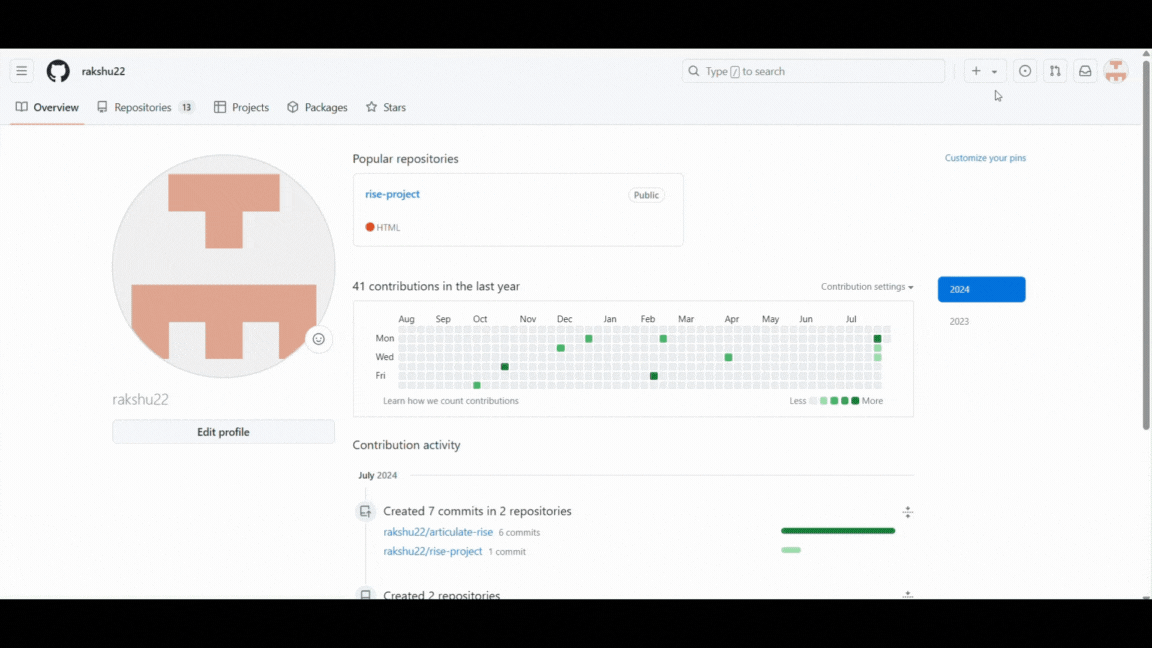 rakshu22
Type / to search
Overview
Repositories 13
Projects
Packages
Stars
rakshu22
Edit profile
Popular repositories
Customize your pins
rise-project
Public
HTML
41 contributions in the last year
Contribution settings
2024
2023
Aug Sep Oct Nov Dec Jan Feb Mar Apr May Jun Jul
Mon
Wed
Fri
Learn how we count contributions
Less More
Contribution activity
July 2024
Created 7 commits in 2 repositories
rakshu22/articulate-rise 6 commits
rakshu22/rise-project 1 commit
Created 2 repositories